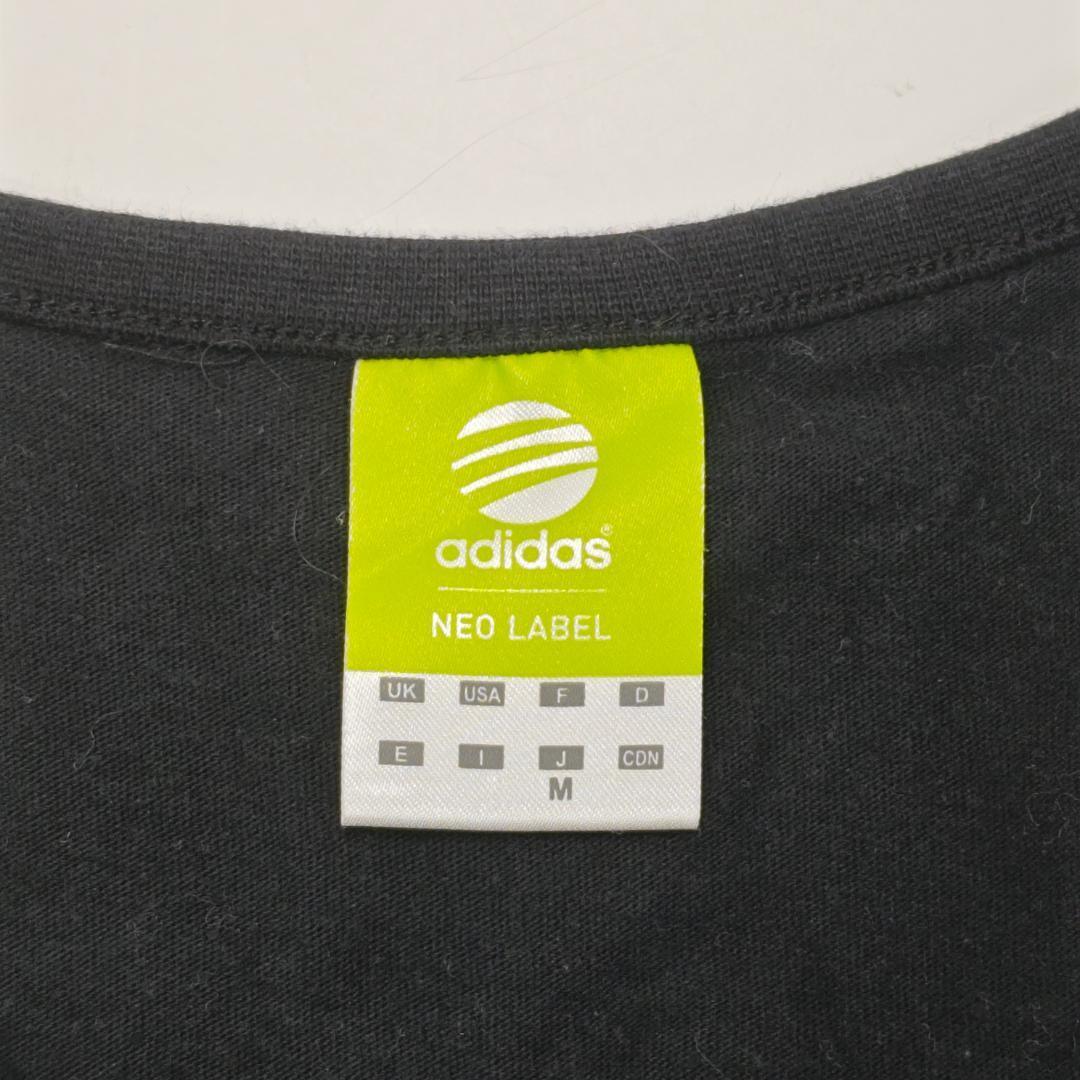 adidas®
NEO LABEL
UK USA F D
E I J CDN
M